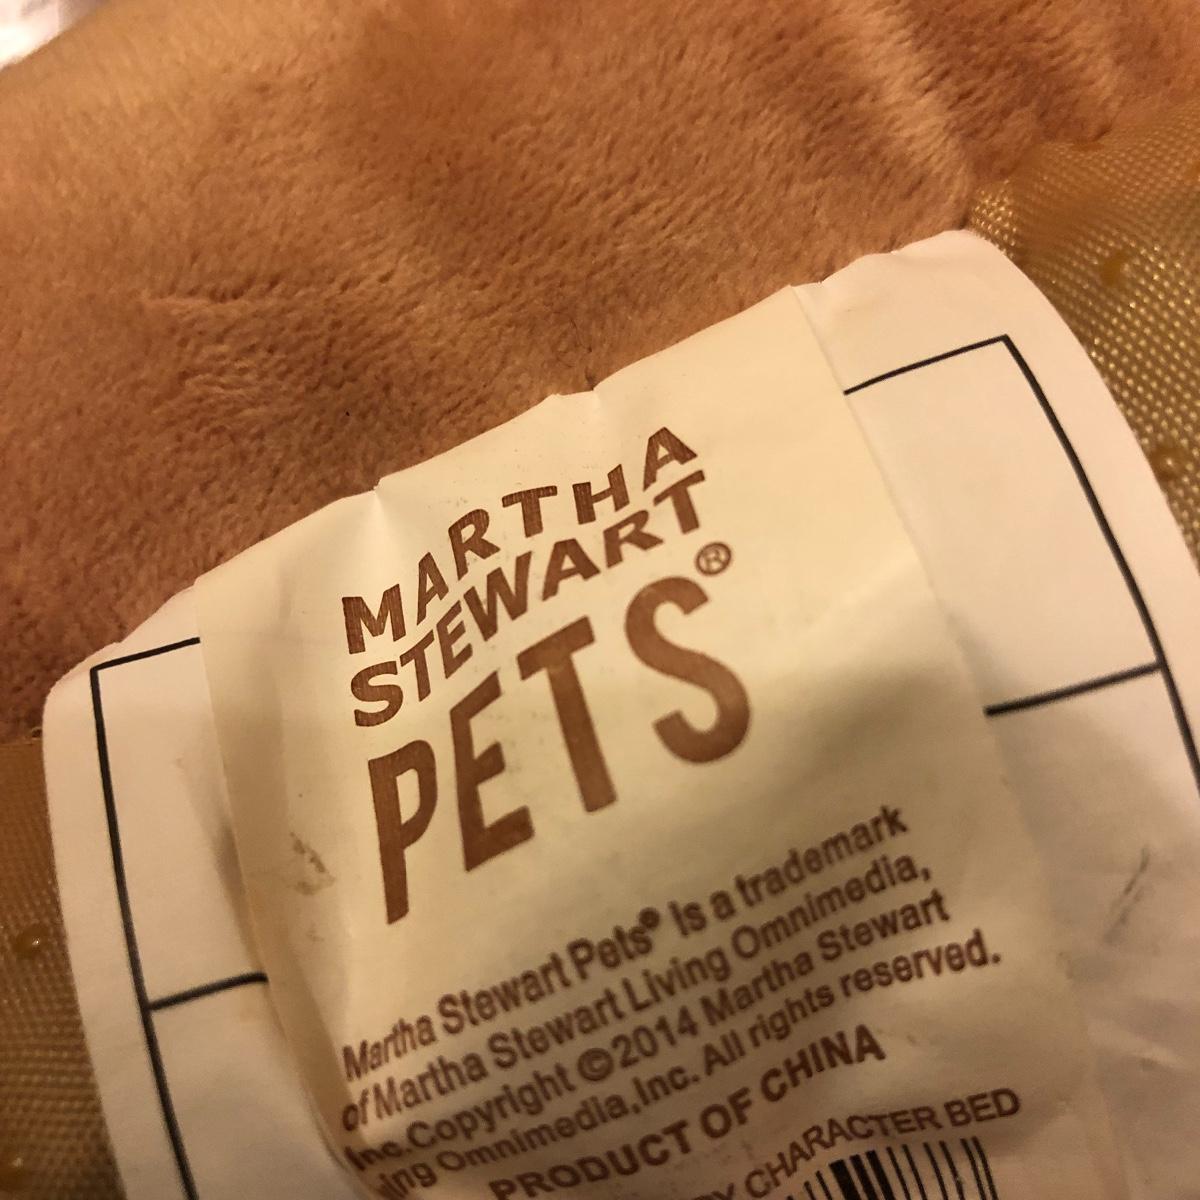 MARTHA
STEWART
PETS®
Martha Stewart Pets® Is a trademark
of Martha Stewart Living Omnimedia,
Inc.Copyright ©2014 Martha Stewart
Omnimedia,Inc. All rights reserved.
PRODUCT OF CHINA
CHARACTER BED